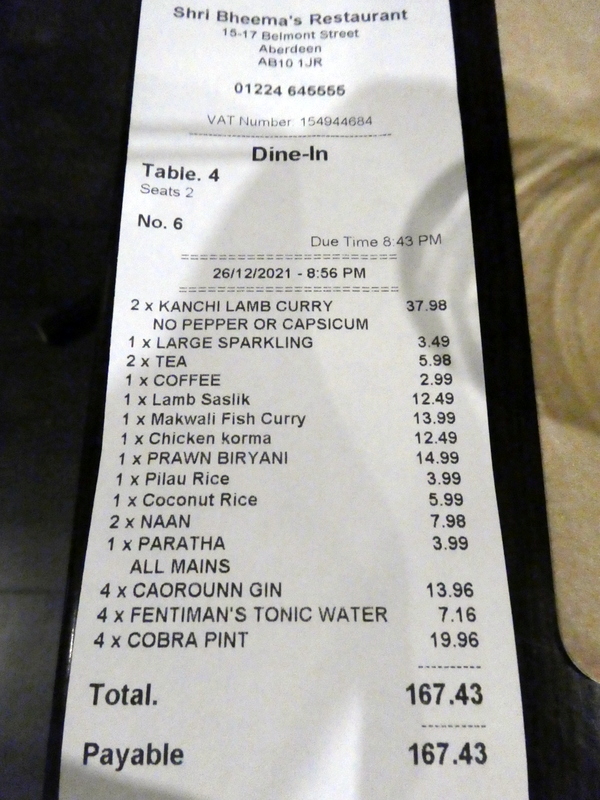 Shri Bheema's Restaurant
15-17 Belmont Street
Aberdeen
AB10 1JR
01224 645555
VAT Number 154944684
Dine-In
Table. 4
Seats 2
No. 6
Due Time 8:43 PM
26/12/2021 - 8:56 PM
2 x KANCHI LAMB CURRY 37.98
NO PEPPER OR CAPSICUM
1 x LARGE SPARKLING 3.49
2 x TEA 5.98
1 x COFFEE 2.99
1 x Lamb Saslik 12.49
1 x Makwali Fish Curry 13.99
1 x Chicken korma 12.49
1 x PRAWN BIRYANI 14.99
1 x Pilau Rice 3.99
1 x Coconut Rice 5.99
2 x NAAN 7.98
1 x PARATHA 3.99
ALL MAINS
4 x CAOROUNN GIN 13.96
4 x FENTIMAN'S TONIC WATER 7.16
4 x COBRA PINT 19.96
Total. 167.43
Payable 167.43